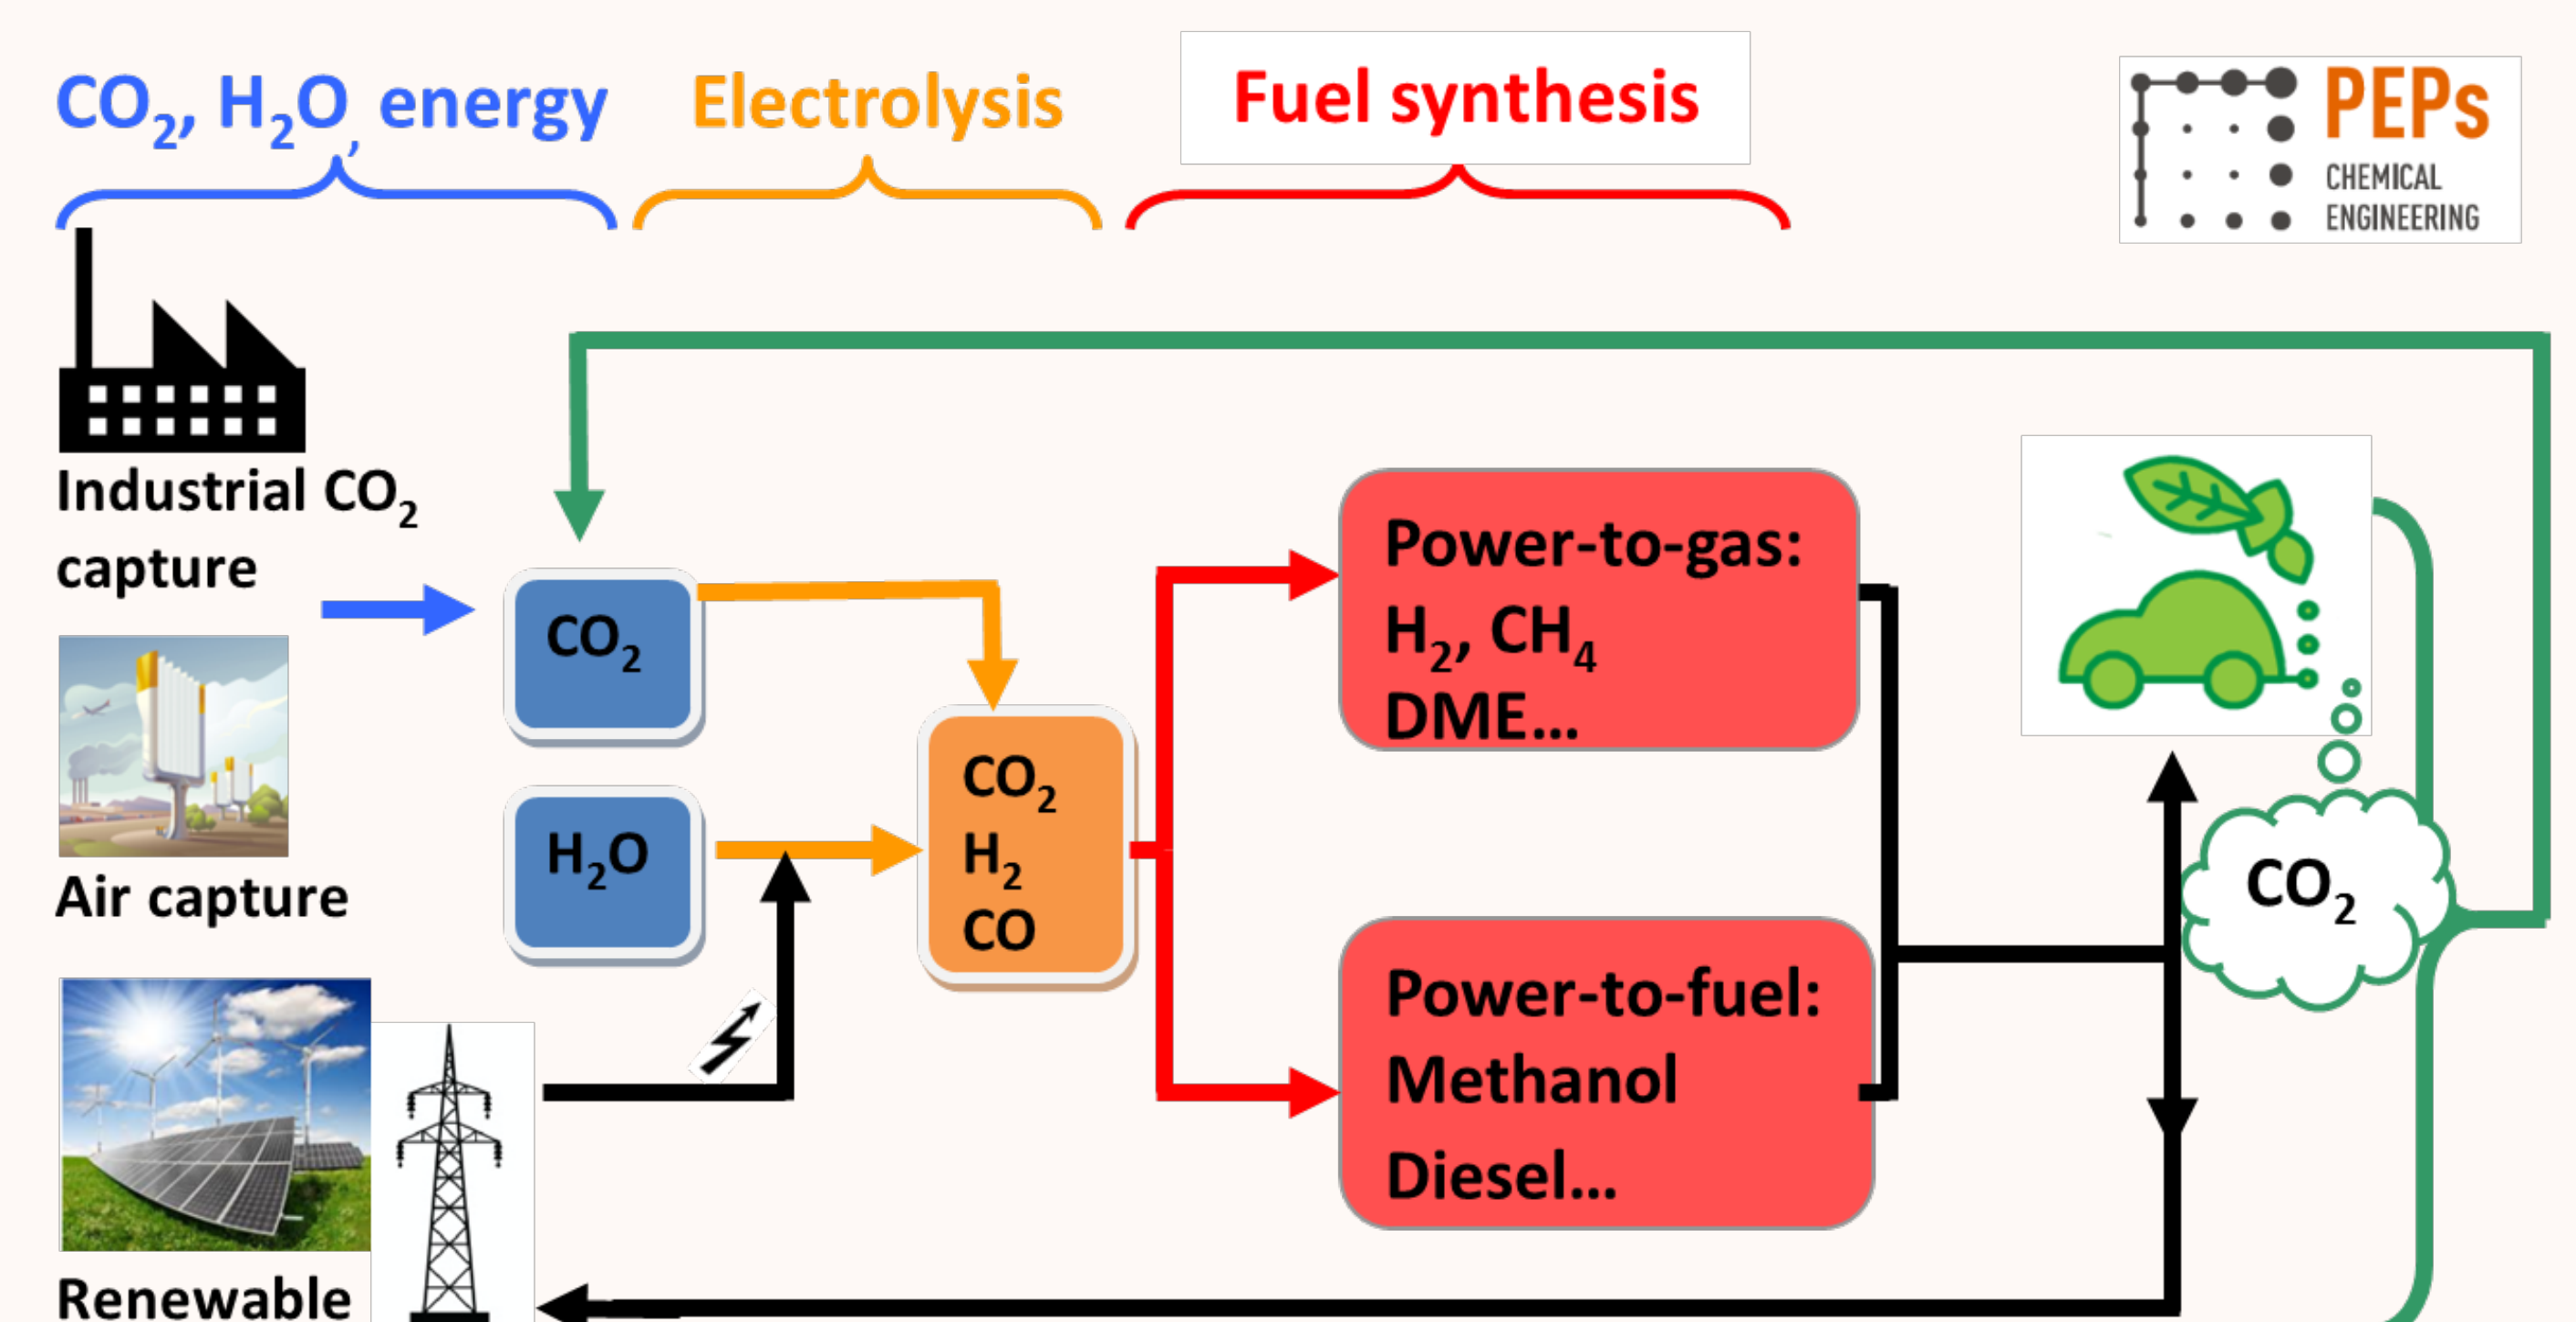 CO₂, H₂O, energy
Electrolysis
Fuel synthesis
PEPs
CHEMICAL
ENGINEERING
Industrial CO₂
capture
Air capture
Renewable
CO₂
H₂O
CO₂
H₂
CO
Power-to-gas:
H₂, CH₄
DME...
Power-to-fuel:
Methanol
Diesel...
CO₂